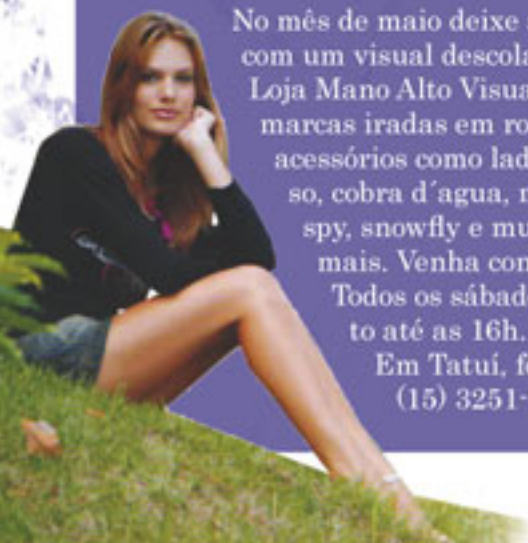 No mês de maio deixe
com um visual descola
Loja Mano Alto Visua
marcas iradas em ro
acessórios como lad
so, cobra d´agua,
spy, snowfly e mu
mais. Venha con
Todos os sábad
to até as 16h.
Em Tatuí, f
(15) 3251-